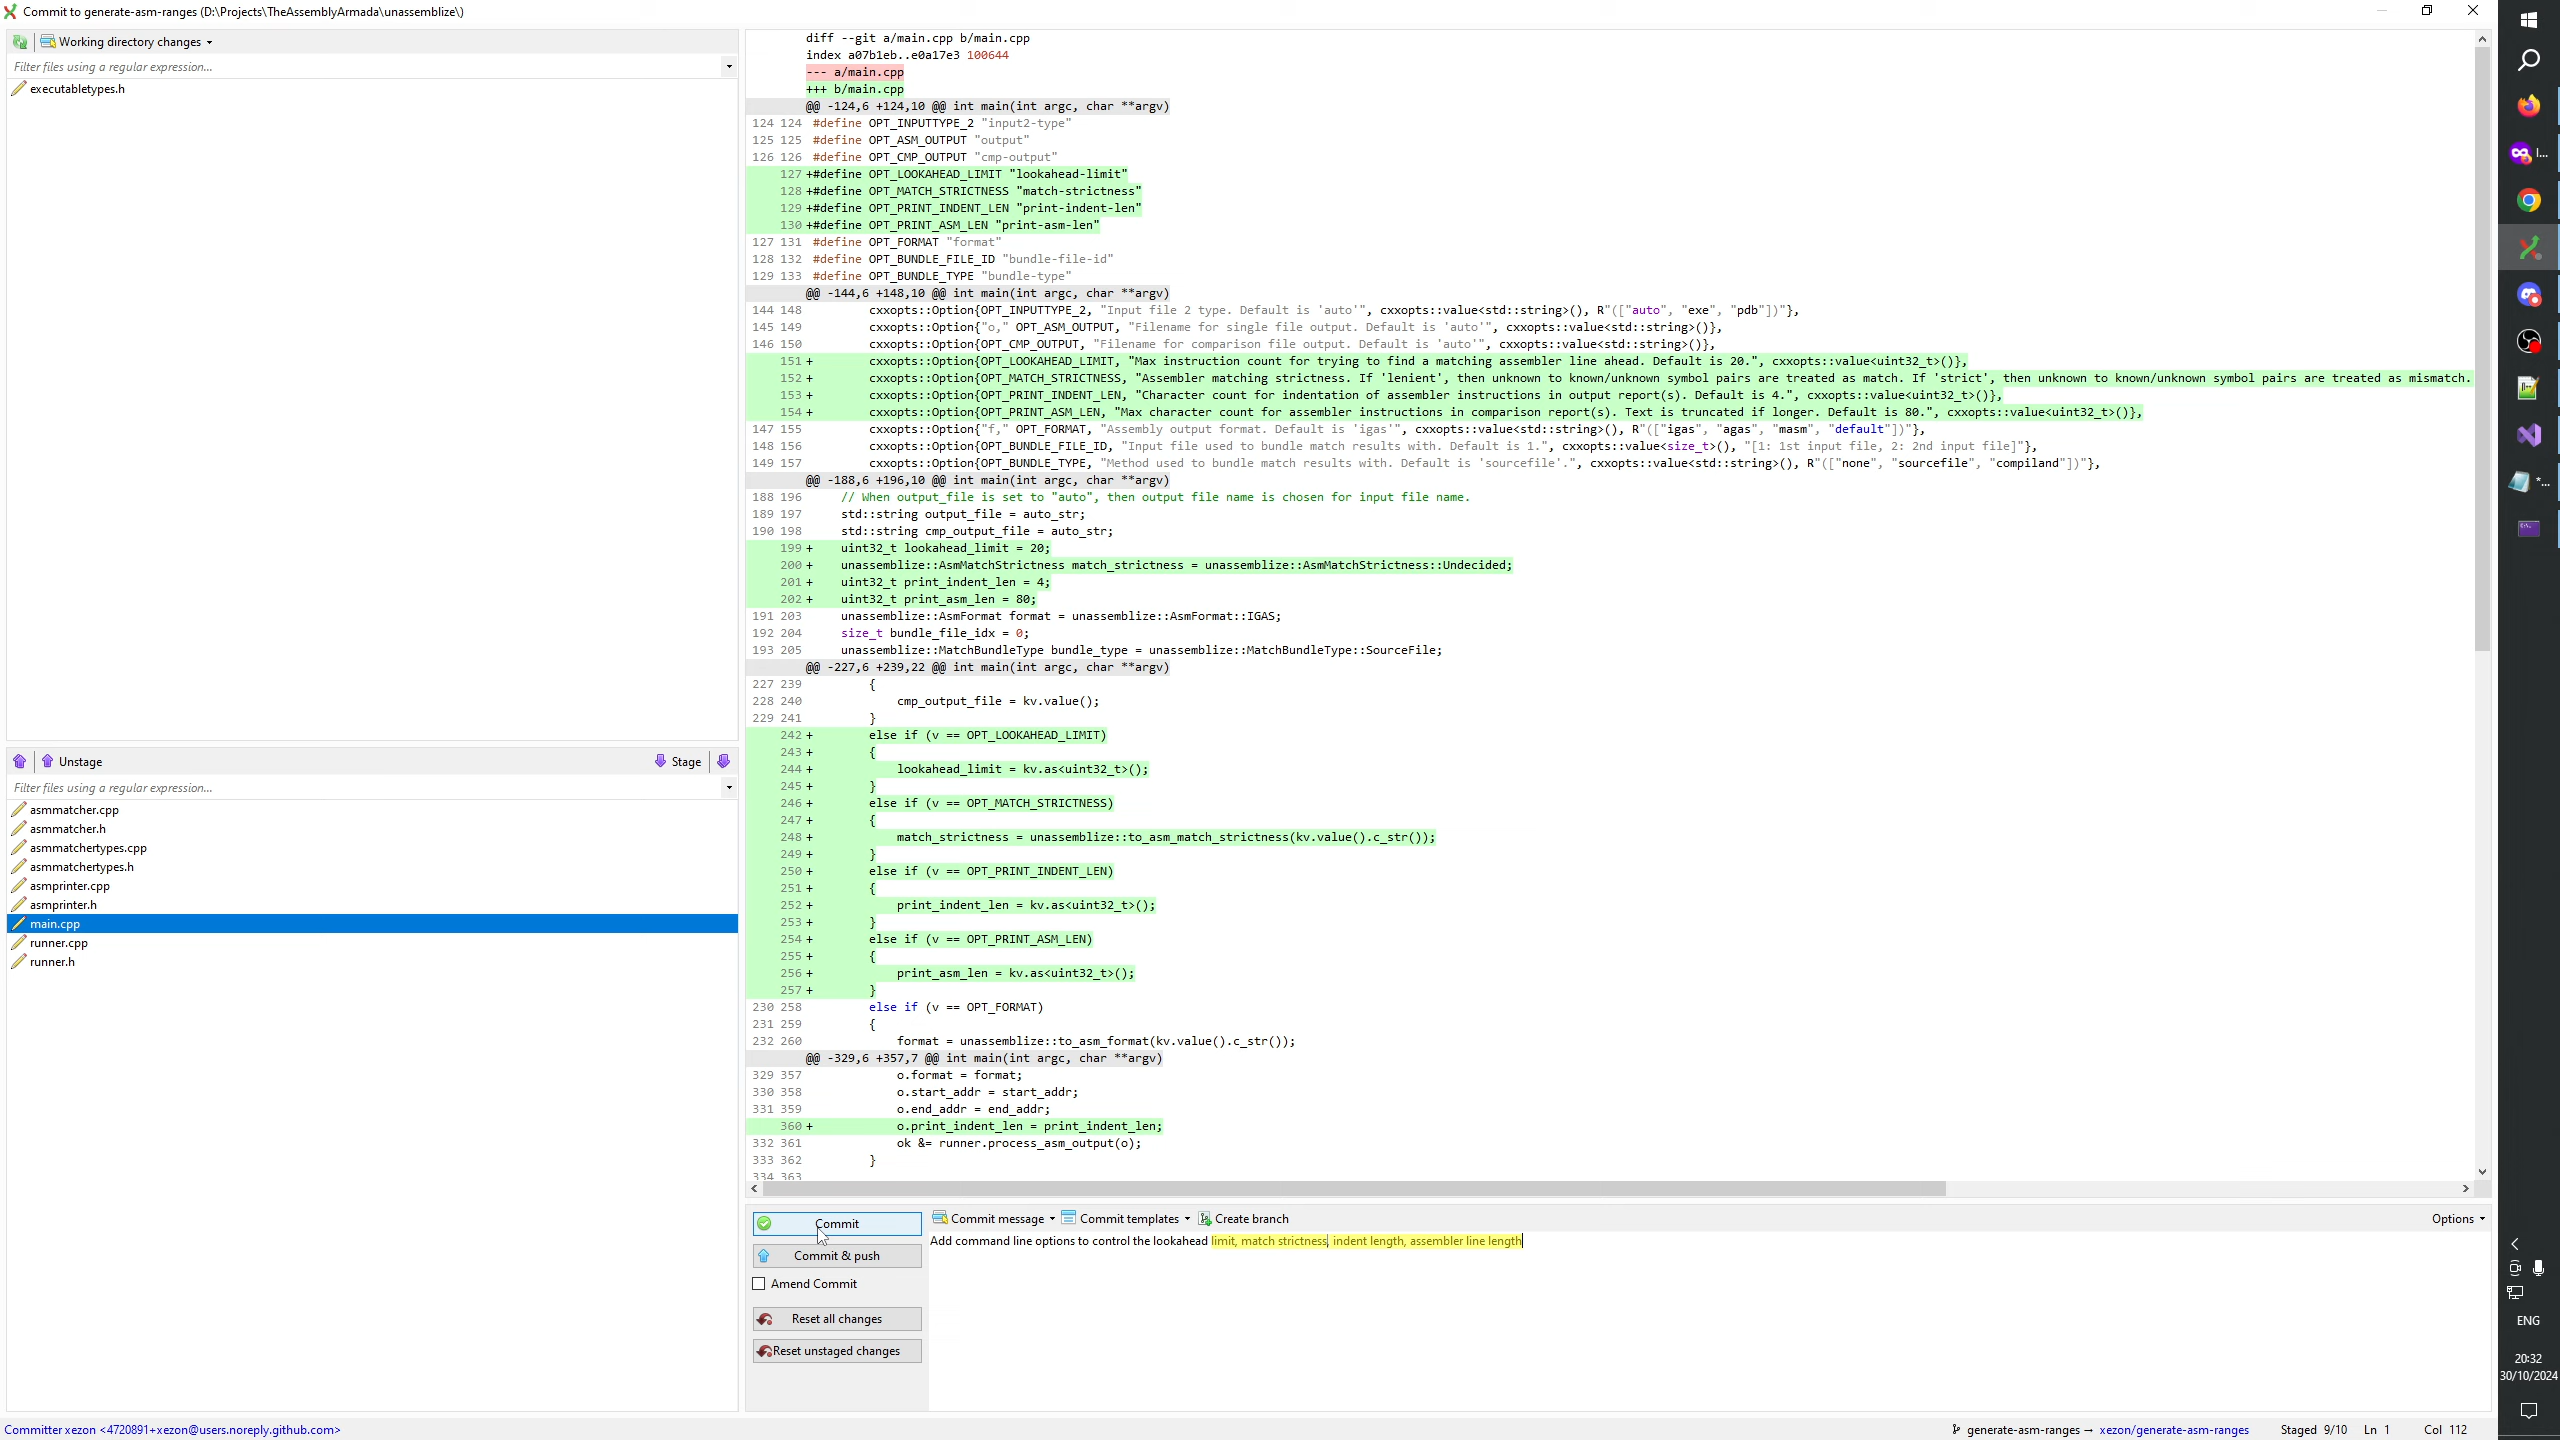 Commit to generate-asm-ranges (D:\Projects\TheAssemblyArmada\unassemblize\)
Working directory changes
Filter files using a regular expression...
executabletypes.h
Unstage
Stage
Filter files using a regular expression...
asmmatcher.cpp
asmmatcher.h
asmmatchertypes.cpp
asmmatchertypes.h
asmprinter.cpp
asmprinter.h
main.cpp
runner.cpp
runner.h
diff --git a/main.cpp b/main.cpp
index a07b1eb..e0a17e3 100644
--- a/main.cpp
+++ b/main.cpp
@@ -124,6 +124,10 @@ int main(int argc, char **argv)
124 124 #define OPT_INPUTTYPE_2 "input2-type"
125 125 #define OPT_ASM_OUTPUT "output"
126 126 #define OPT_CMP_OUTPUT "cmp-output"
127 +#define OPT_LOOKAHEAD_LIMIT "lookahead-limit"
128 +#define OPT_MATCH_STRICTNESS "match-strictness"
129 +#define OPT_PRINT_INDENT_LEN "print-indent-len"
130 +#define OPT_PRINT_ASM_LEN "print-asm-len"
127 131 #define OPT_FORMAT "format"
128 132 #define OPT_BUNDLE_FILE_ID "bundle-file-id"
129 133 #define OPT_BUNDLE_TYPE "bundle-type"
@@ -144,6 +148,10 @@ int main(int argc, char **argv)
144 148 cxxopts::Option{OPT_INPUTTYPE_2, "Input file 2 type. Default is 'auto'", cxxopts::value<std::string>(), R"(["auto", "exe", "pdb"])"},
145 149 cxxopts::Option{"o," OPT_ASM_OUTPUT, "Filename for single file output. Default is 'auto'", cxxopts::value<std::string>()},
146 150 cxxopts::Option{OPT_CMP_OUTPUT, "Filename for comparison file output. Default is 'auto'", cxxopts::value<std::string>()},
151 + cxxopts::Option{OPT_LOOKAHEAD_LIMIT, "Max instruction count for trying to find a matching assembler line ahead. Default is 20.", cxxopts::value<uint32_t>()},
152 + cxxopts::Option{OPT_MATCH_STRICTNESS, "Assembler matching strictness. If 'lenient', then unknown to known/unknown symbol pairs are treated as match. If 'strict', then unknown to known/unknown symbol pairs are treated as mismatch.
153 + cxxopts::Option{OPT_PRINT_INDENT_LEN, "Character count for indentation of assembler instructions in output report(s). Default is 4.", cxxopts::value<uint32_t>()},
154 + cxxopts::Option{OPT_PRINT_ASM_LEN, "Max character count for assembler instructions in comparison report(s). Text is truncated if longer. Default is 80.", cxxopts::value<uint32_t>()},
147 155 cxxopts::Option{"f," OPT_FORMAT, "Assembly output format. Default is 'igas'", cxxopts::value<std::string>(), R"(["igas", "agas", "masm", "default"])"},
148 156 cxxopts::Option{OPT_BUNDLE_FILE_ID, "Input file used to bundle match results with. Default is 1.", cxxopts::value<size_t>(), "[1: 1st input file, 2: 2nd input file]"},
149 157 cxxopts::Option{OPT_BUNDLE_TYPE, "Method used to bundle match results with. Default is 'sourcefile'.", cxxopts::value<std::string>(), R"(["none", "sourcefile", "compiland"])"},
@@ -188,6 +196,10 @@ int main(int argc, char **argv)
188 196 // When output_file is set to "auto", then output file name is chosen for input file name.
189 197 std::string output_file = auto_str;
190 198 std::string cmp_output_file = auto_str;
199 + uint32_t lookahead_limit = 20;
200 + unassemblize::AsmMatchStrictness match_strictness = unassemblize::AsmMatchStrictness::Undecided;
201 + uint32_t print_indent_len = 4;
202 + uint32_t print_asm_len = 80;
191 203 unassemblize::AsmFormat format = unassemblize::AsmFormat::IGAS;
192 204 size_t bundle_file_idx = 0;
193 205 unassemblize::MatchBundleType bundle_type = unassemblize::MatchBundleType::SourceFile;
@@ -227,6 +239,22 @@ int main(int argc, char **argv)
227 239 {
228 240 cmp_output_file = kv.value();
229 241 }
242 + else if (v == OPT_LOOKAHEAD_LIMIT)
243 + {
244 + lookahead_limit = kv.as<uint32_t>();
245 + }
246 + else if (v == OPT_MATCH_STRICTNESS)
247 + {
248 + match_strictness = unassemblize::to_asm_match_strictness(kv.value().c_str());
249 + }
250 + else if (v == OPT_PRINT_INDENT_LEN)
251 + {
252 + print_indent_len = kv.as<uint32_t>();
253 + }
254 + else if (v == OPT_PRINT_ASM_LEN)
255 + {
256 + print_asm_len = kv.as<uint32_t>();
257 + }
230 258 else if (v == OPT_FORMAT)
231 259 {
232 260 format = unassemblize::to_asm_format(kv.value().c_str());
@@ -329,6 +357,7 @@ int main(int argc, char **argv)
329 357 o.format = format;
330 358 o.start_addr = start_addr;
331 359 o.end_addr = end_addr;
360 + o.print_indent_len = print_indent_len;
332 361 ok &= runner.process_asm_output(o);
333 362 }
334 363
Commit
Commit & push
Amend Commit
Reset all changes
Reset unstaged changes
Commit message
Commit templates
Create branch
Options
Add command line options to control the lookahead limit, match strictness, indent length, assembler line length
Committer xezon <4720891+xezon@users.noreply.github.com>
generate-asm-ranges → xezon/generate-asm-ranges
Staged 9/10
Ln 1
Col 112
I...
*...
ENG
20:32
30/10/2024